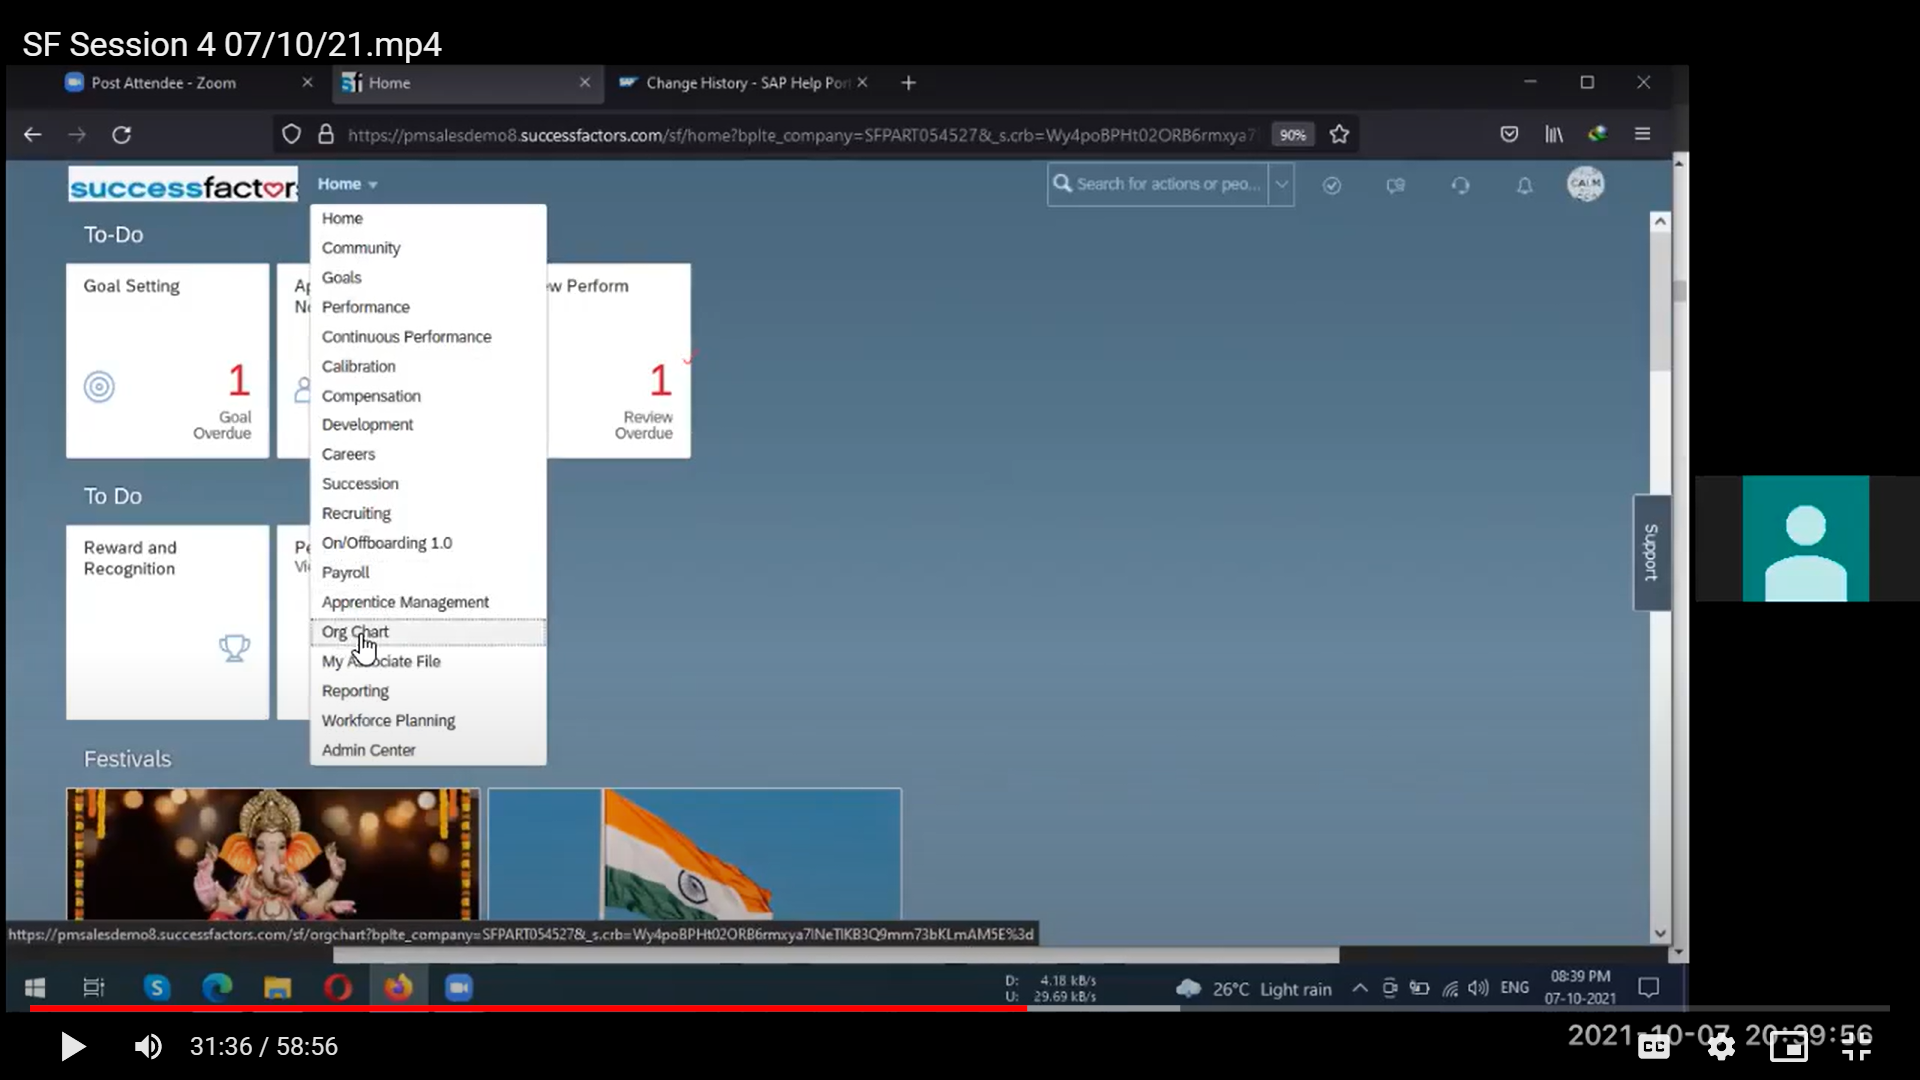 SF Session 4 07/10/21.mp4
Post Attendee - Zoom
Home
Change History - SAP Help Por
https://pmsalesdemo8.successfactors.com/sf/home?bplte_company=SFPART054527&_s.crb=Wy4poBPHt02ORB6rmxya7
90%
successfactors
Home
Search for actions or peo...
CALM
To-Do
Goal Setting
1
Goal
Overdue
Ap
No
w Perform
1
Review
Overdue
Home
Community
Goals
Performance
Continuous Performance
Calibration
Compensation
Development
Careers
Succession
Recruiting
On/Offboarding 1.0
Payroll
Apprentice Management
Org Chart
My Associate File
Reporting
Workforce Planning
Admin Center
To Do
Reward and
Recognition
Pe
Vi
Support
Festivals
https://pmsalesdemo8.successfactors.com/sf/orgchart?bplte_company=SFPART054527&_s.crb=Wy4poBPHt02ORB6rmxya7lNeTlKB3Q9mm73bKLmAM5E%3d
D: 4.18 kB/s
U: 29.69 kB/s
26°C Light rain
ENG
08:39 PM
07-10-2021
31:36 / 58:56
2021-10-07 20:39:56
CC